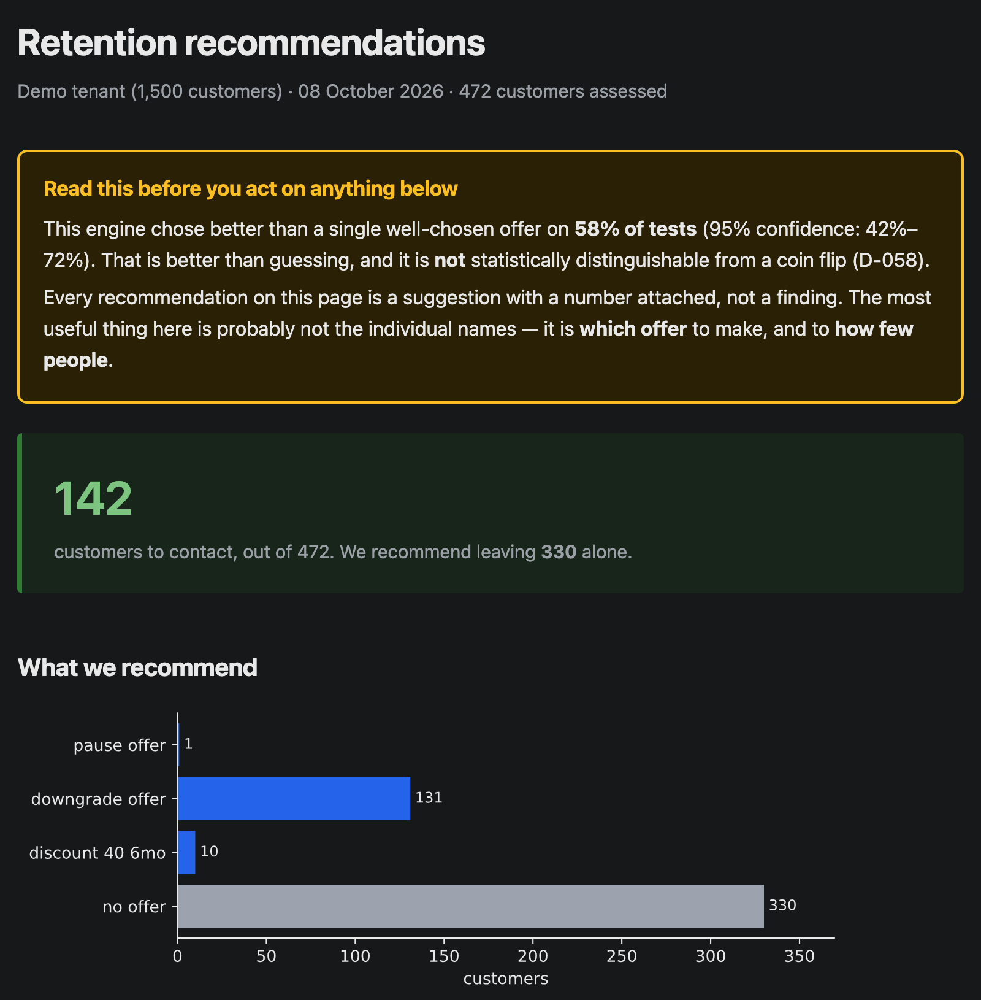 Retention recommendations
Demo tenant (1,500 customers) · 08 October 2026 · 472 customers assessed
Read this before you act on anything below
This engine chose better than a single well-chosen offer on 58% of tests (95% confidence: 42%–
72%). That is better than guessing, and it is not statistically distinguishable from a coin flip (D-058).
Every recommendation on this page is a suggestion with a number attached, not a finding. The most
useful thing here is probably not the individual names — it is which offer to make, and to how few
people.
142
customers to contact, out of 472. We recommend leaving 330 alone.
What we recommend
pause offer 1
downgrade offer 131
discount 40 6mo 10
no offer 330
0 50 100 150 200 250 300 350
customers